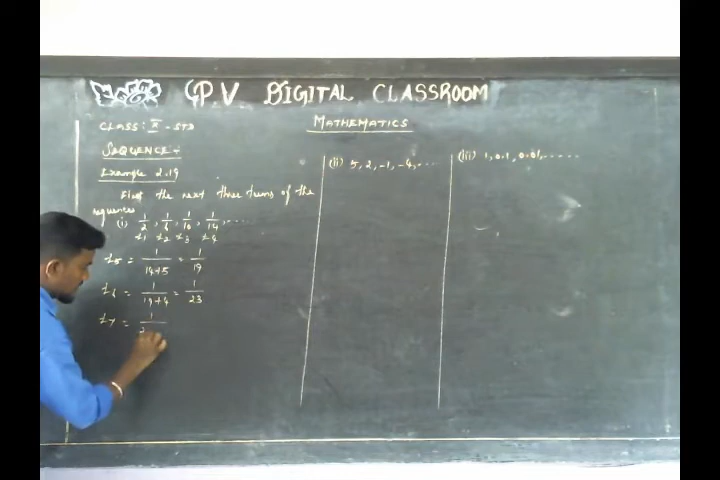 G.P.V DIGITAL CLASSROOM
CLASS: X - STD
MATHEMATICS
SEQUENCE:-
Example 2.19
Find the next three terms of the
sequences
(i) 1/2, 1/6, 1/10, 1/14, .....
t1 t2 t3 t4
t5 = 1/14+5 = 1/19
t6 = 1/19+4 = 1/23
t7 = 1/2
(ii) 5, 2, -1, -4, ....
(iii) 1, 0.1, 0.01, .....